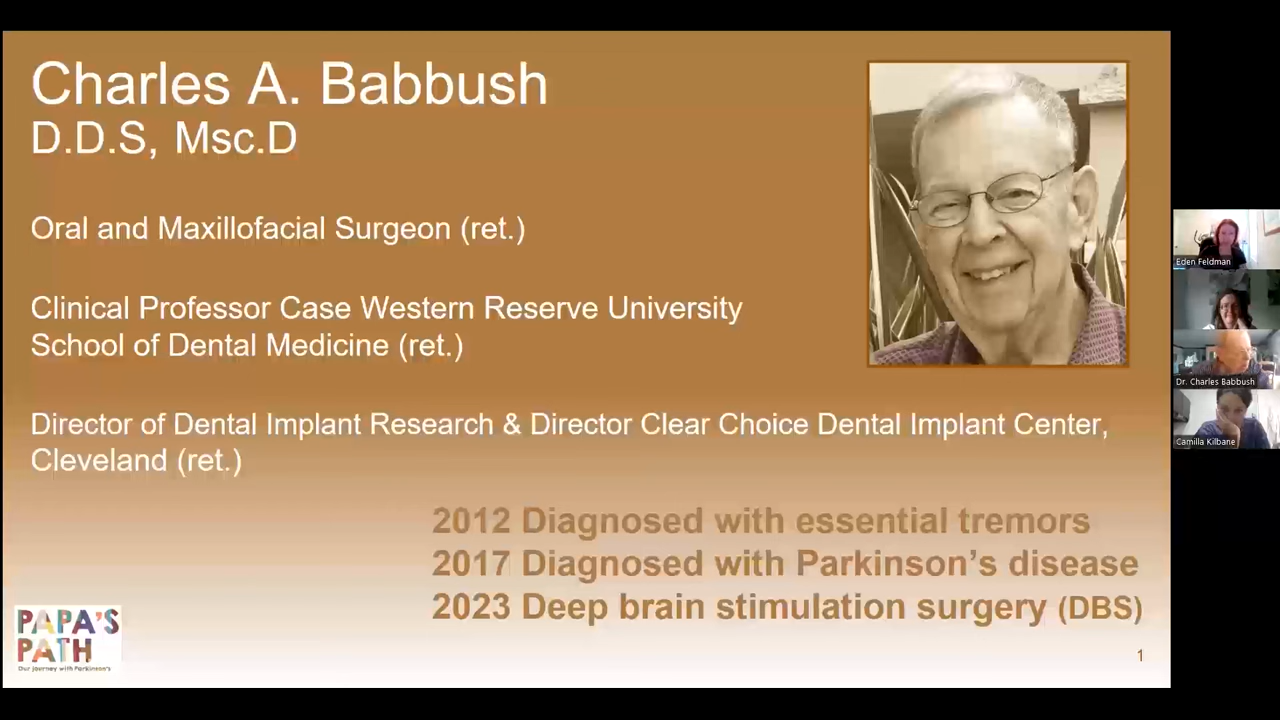 Charles A. Babbush
D.D.S, Msc.D
Oral and Maxillofacial Surgeon (ret.)
Clinical Professor Case Western Reserve University
School of Dental Medicine (ret.)
Director of Dental Implant Research & Director Clear Choice Dental Implant Center,
Cleveland (ret.)
2012 Diagnosed with essential tremors
2017 Diagnosed with Parkinson's disease
2023 Deep brain stimulation surgery (DBS)
PAPA'S
PATH
Our journey with Parkinson's
1
Eden Feldman
Dr. Charles Babbush
Camilla Kilbane